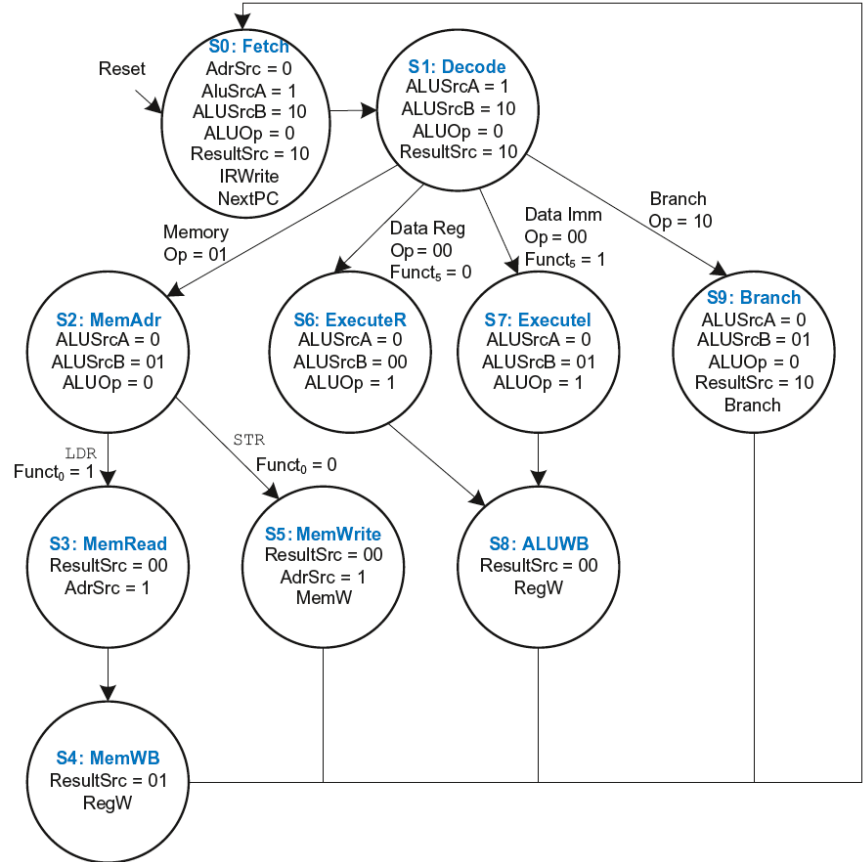 S0: Fetch
AdrSrc = 0
AluSrcA = 1
ALUSrcB = 10
ALUOp = 0
ResultSrc = 10
IRWrite
NextPC
Reset
S1: Decode
ALUSrcA = 1
ALUSrcB = 10
ALUOp = 0
ResultSrc = 10
Memory
Op = 01
Data Reg
Op = 00
Funct₅ = 0
Data Imm
Op = 00
Funct₅ = 1
Branch
Op = 10
S2: MemAdr
ALUSrcA = 0
ALUSrcB = 01
ALUOp = 0
S6: ExecuteR
ALUSrcA = 0
ALUSrcB = 00
ALUOp = 1
S7: ExecuteI
ALUSrcA = 0
ALUSrcB = 01
ALUOp = 1
S9: Branch
ALUSrcA = 0
ALUSrcB = 01
ALUOp = 0
ResultSrc = 10
Branch
LDR
Funct₀ = 1
STR
Funct₀ = 0
S3: MemRead
ResultSrc = 00
AdrSrc = 1
S5: MemWrite
ResultSrc = 00
AdrSrc = 1
MemW
S8: ALUWB
ResultSrc = 00
RegW
S4: MemWB
ResultSrc = 01
RegW